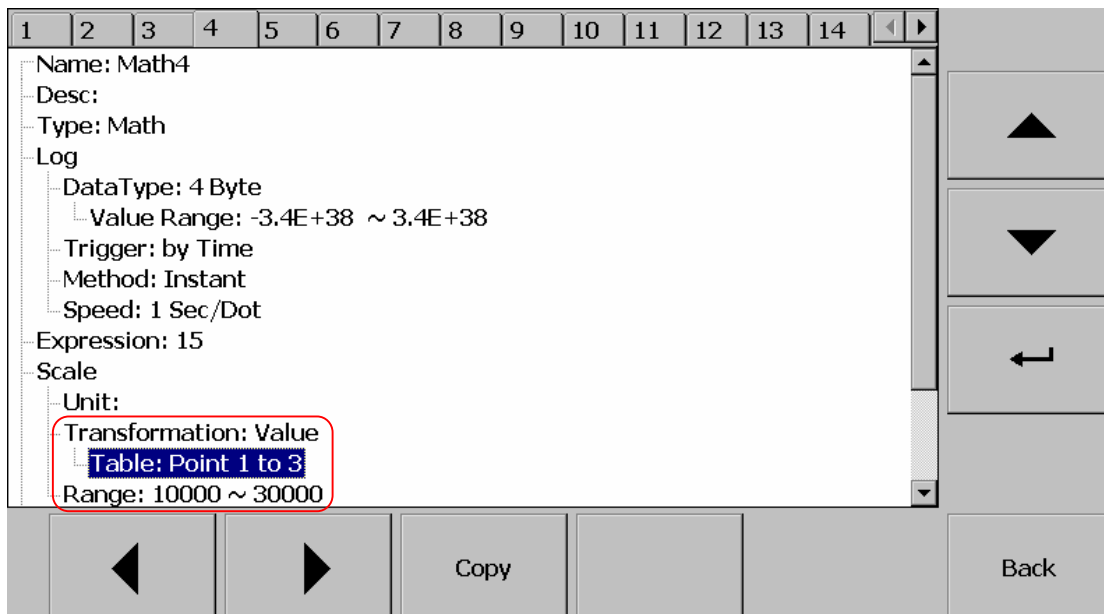 1 2 3 4 5 6 7 8 9 10 11 12 13 14
Name: Math4
Desc:
Type: Math
Log
DataType: 4 Byte
Value Range: -3.4E+38 ~ 3.4E+38
Trigger: by Time
Method: Instant
Speed: 1 Sec/Dot
Expression: 15
Scale
Unit:
Transformation: Value
Table: Point 1 to 3
Range: 10000 ~ 30000
Copy
Back